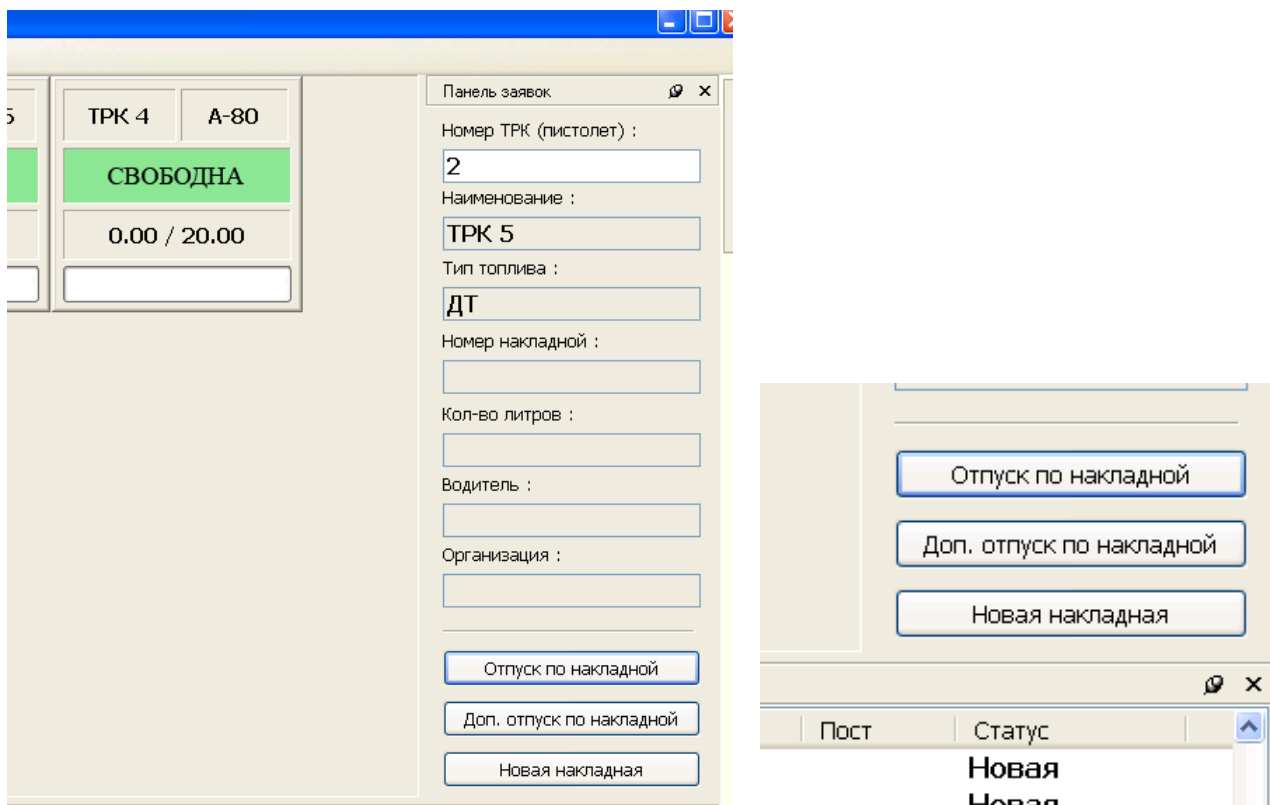 Панель заявок
5
ТРК 4
А-80
Номер ТРК (пистолет) :
2
СВОБОДНА
Наименование :
0.00 / 20.00
ТРК 5
Тип топлива :
ДТ
Номер накладной :
Кол-во литров :
Водитель :
Организация :
Отпуск по накладной
Доп. отпуск по накладной
Новая накладная
Отпуск по накладной
Доп. отпуск по накладной
Новая накладная
Пост
Статус
Новая
Новая